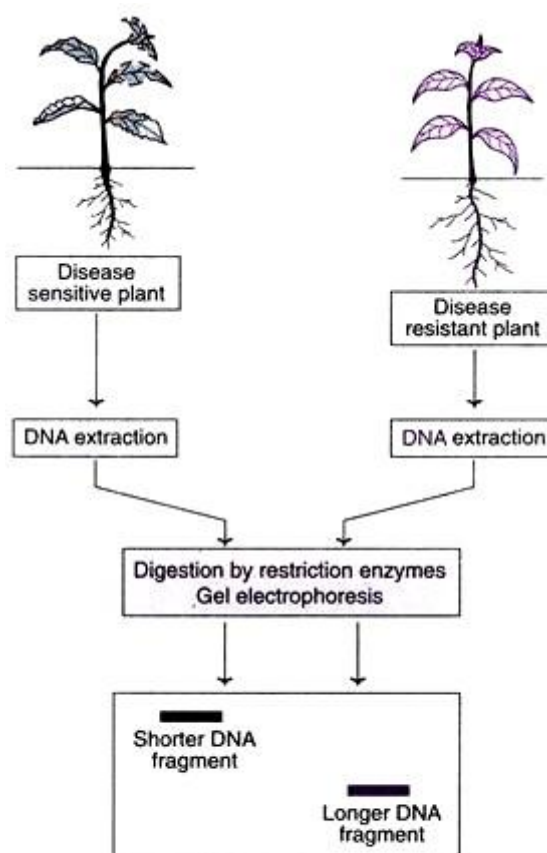 Disease
sensitive plant
Disease
resistant plant
DNA extraction
DNA extraction
Digestion by restriction enzymes
Gel electrophoresis
Shorter DNA
fragment
Longer DNA
fragment